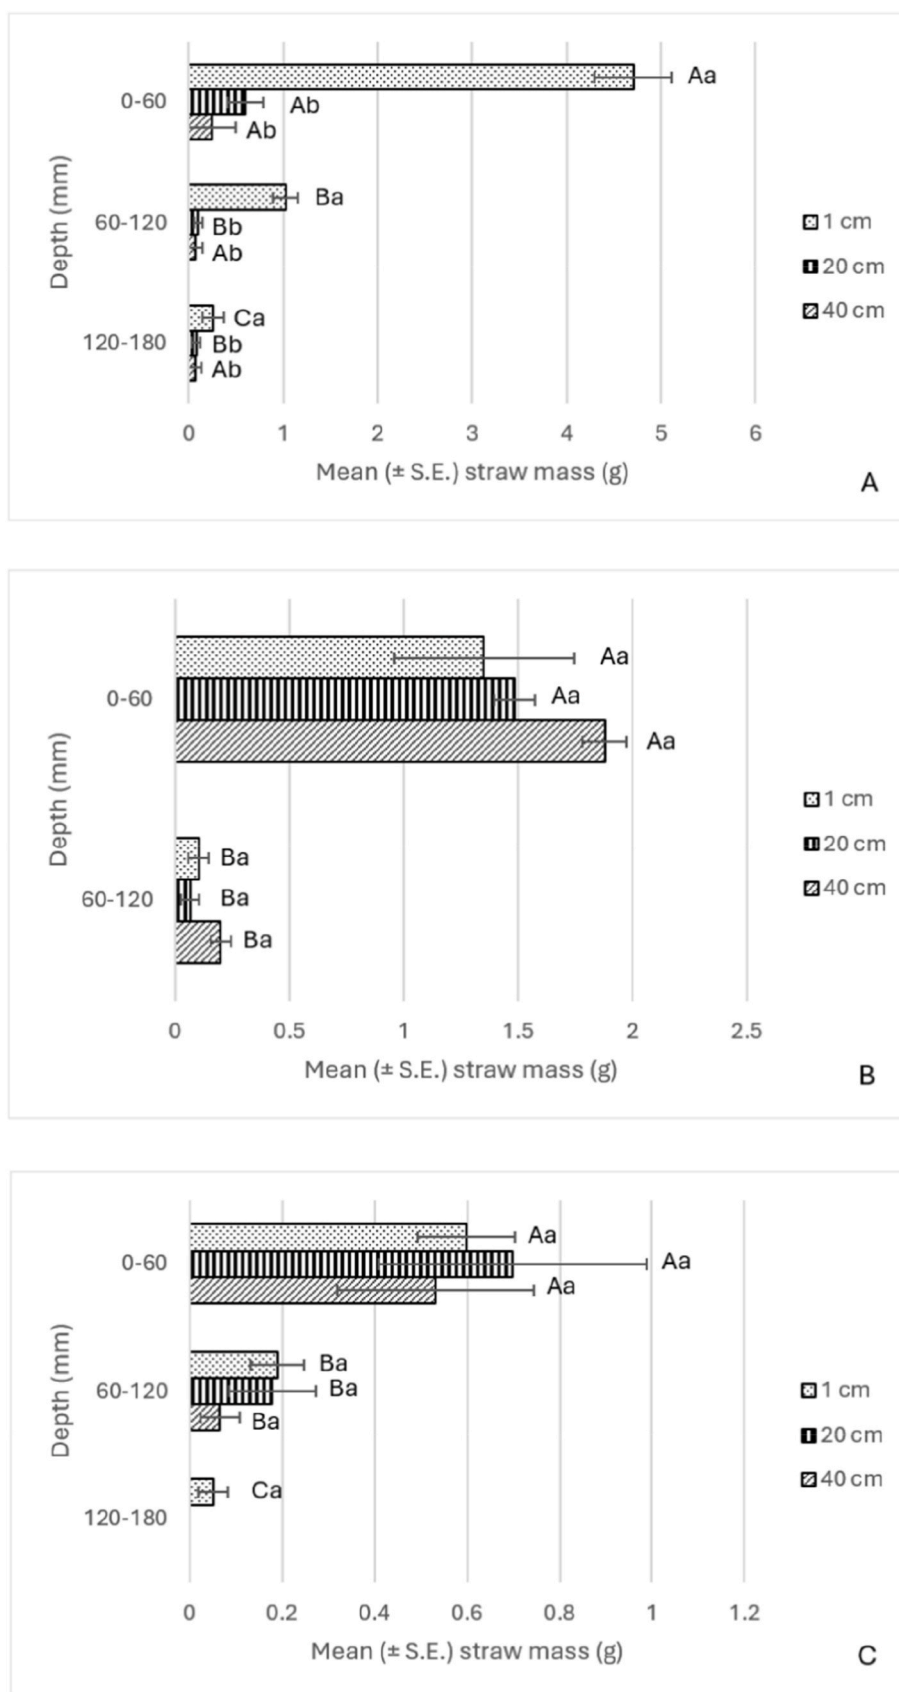 Aa
0-60
Ab
Ab
Depth (mm)
Ba
60-120
Bb
Ab
1 cm
20 cm
40 cm
Ca
120-180
Bb
Ab
0 1 2 3 4 5 6
Mean (± S.E.) straw mass (g)
A
Aa
0-60
Aa
Aa
Depth (mm)
1 cm
20 cm
40 cm
Ba
60-120
Ba
Ba
0 0.5 1 1.5 2 2.5
Mean (± S.E.) straw mass (g)
B
Aa
0-60
Aa
Aa
Depth (mm)
Ba
60-120
Ba
Ba
1 cm
20 cm
40 cm
Ca
120-180
0 0.2 0.4 0.6 0.8 1 1.2
Mean (± S.E.) straw mass (g)
C